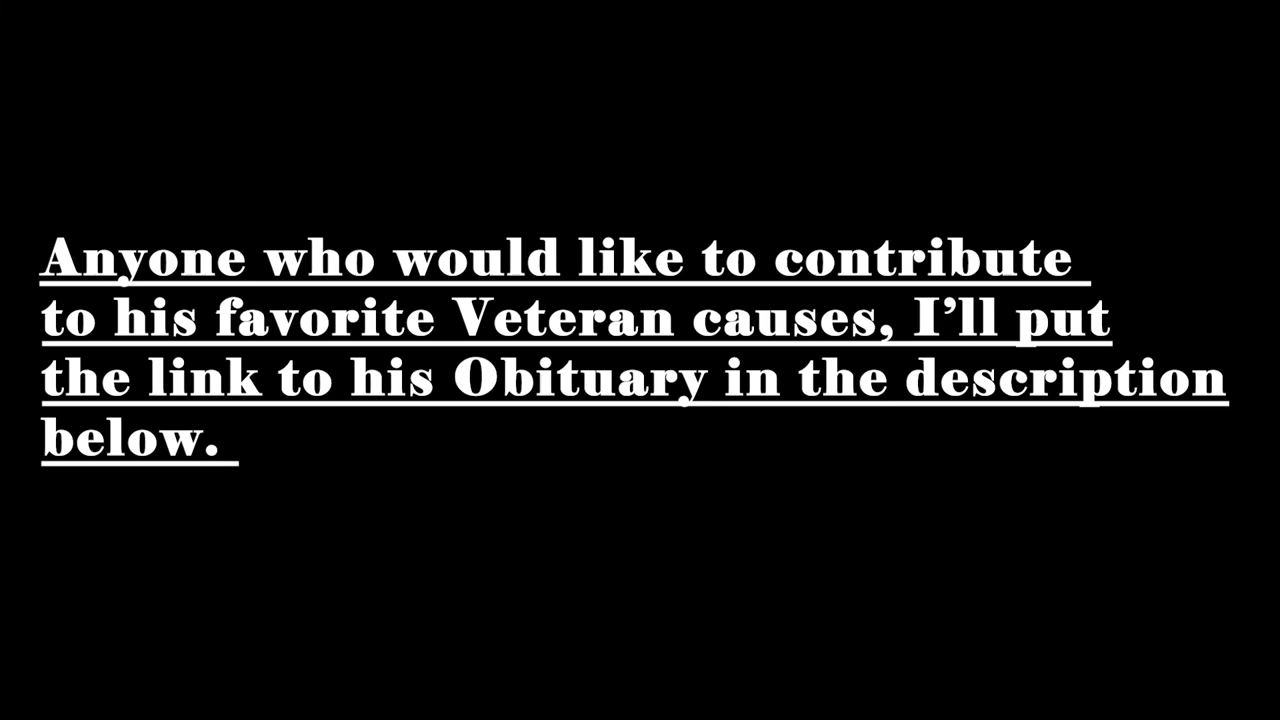 Anyone who would like to contribute
to his favorite Veteran causes, I’ll put
the link to his Obituary in the description
below.